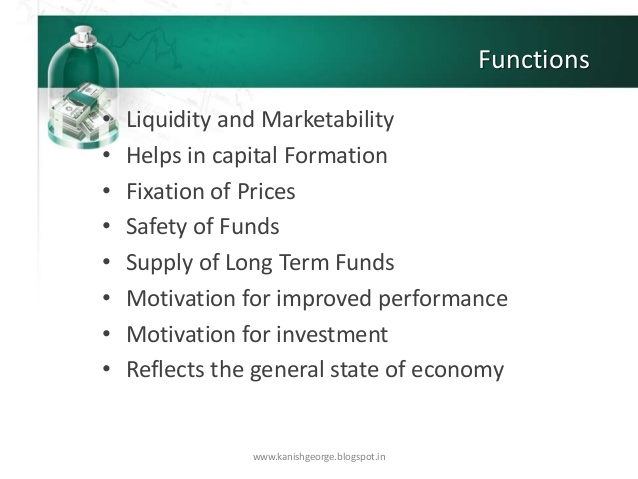 Functions
• Liquidity and Marketability
• Helps in capital Formation
• Fixation of Prices
• Safety of Funds
• Supply of Long Term Funds
• Motivation for improved performance
• Motivation for investment
• Reflects the general state of economy
www.kanishgeorge.blogspot.in